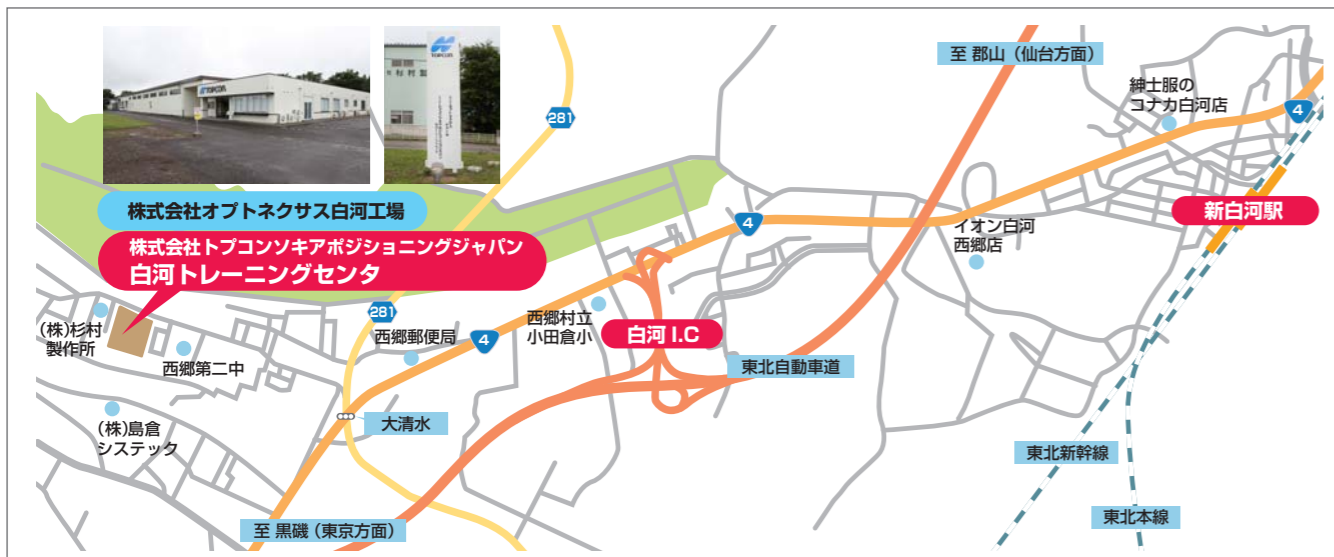 TOPCON
TOPCON
至 郡山（仙台方面）
紳士服の
コナカ白河店
4
281
株式会社オプトネクサス白河工場
株式会社トプコンソキアポジショニングジャパン
白河トレーニングセンタ
4
イオン白河
西郷店
新白河駅
(株)杉村
製作所
西郷第二中
281
西郷郵便局
4
西郷村立
小田倉小
白河 I.C
東北自動車道
(株)島倉
システック
大清水
東北新幹線
東北本線
至 黒磯（東京方面）